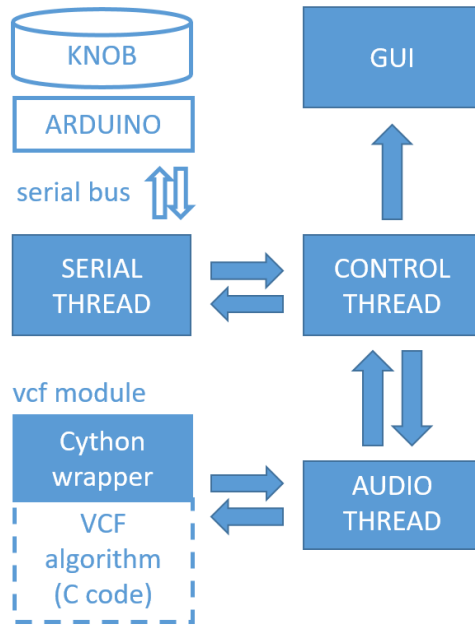 KNOB
GUI
ARDUINO
serial bus
SERIAL
THREAD
CONTROL
THREAD
vcf module
Cython
wrapper
VCF
algorithm
(C code)
AUDIO
THREAD